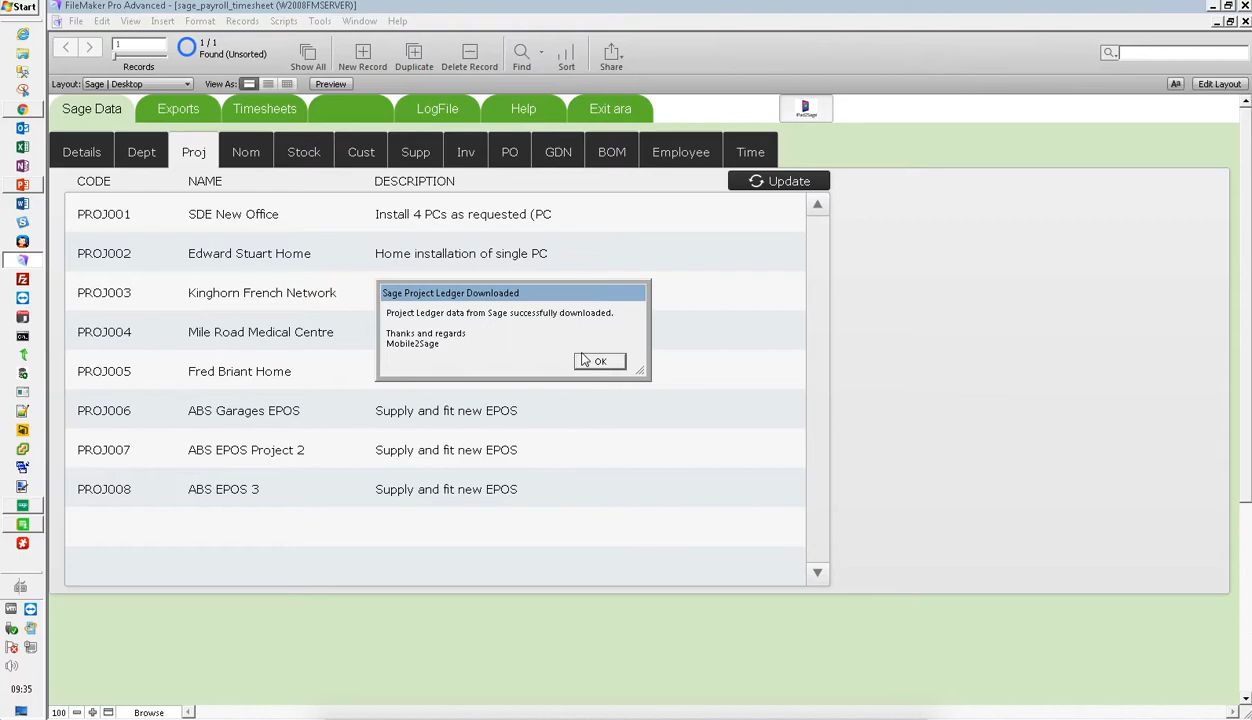 Start
FileMaker Pro Advanced - [sage_payroll_timesheet (W2008FMSERVER)]
File Edit View Insert Format Records Scripts Tools Window Help
1
1 / 1
Found (Unsorted)
Records
Show All
New Record
Duplicate
Delete Record
Find
Sort
Share
Layout: Sage | Desktop
View As:
Preview
Aa
Edit Layout
Sage Data
Exports
Timesheets
LogFile
Help
Exit ara
iPad2Sage
Details
Dept
Proj
Nom
Stock
Cust
Supp
Inv
PO
GDN
BOM
Employee
Time
CODE NAME DESCRIPTION
Update
PROJ001 SDE New Office Install 4 PCs as requested (PC
PROJ002 Edward Stuart Home Home installation of single PC
PROJ003 Kinghorn French Network
PROJ004 Mile Road Medical Centre
PROJ005 Fred Briant Home
PROJ006 ABS Garages EPOS Supply and fit new EPOS
PROJ007 ABS EPOS Project 2 Supply and fit new EPOS
PROJ008 ABS EPOS 3 Supply and fit new EPOS
Sage Project Ledger Downloaded
Project Ledger data from Sage successfully downloaded.
Thanks and regards
Mobile2Sage
OK
09:35
100
Browse